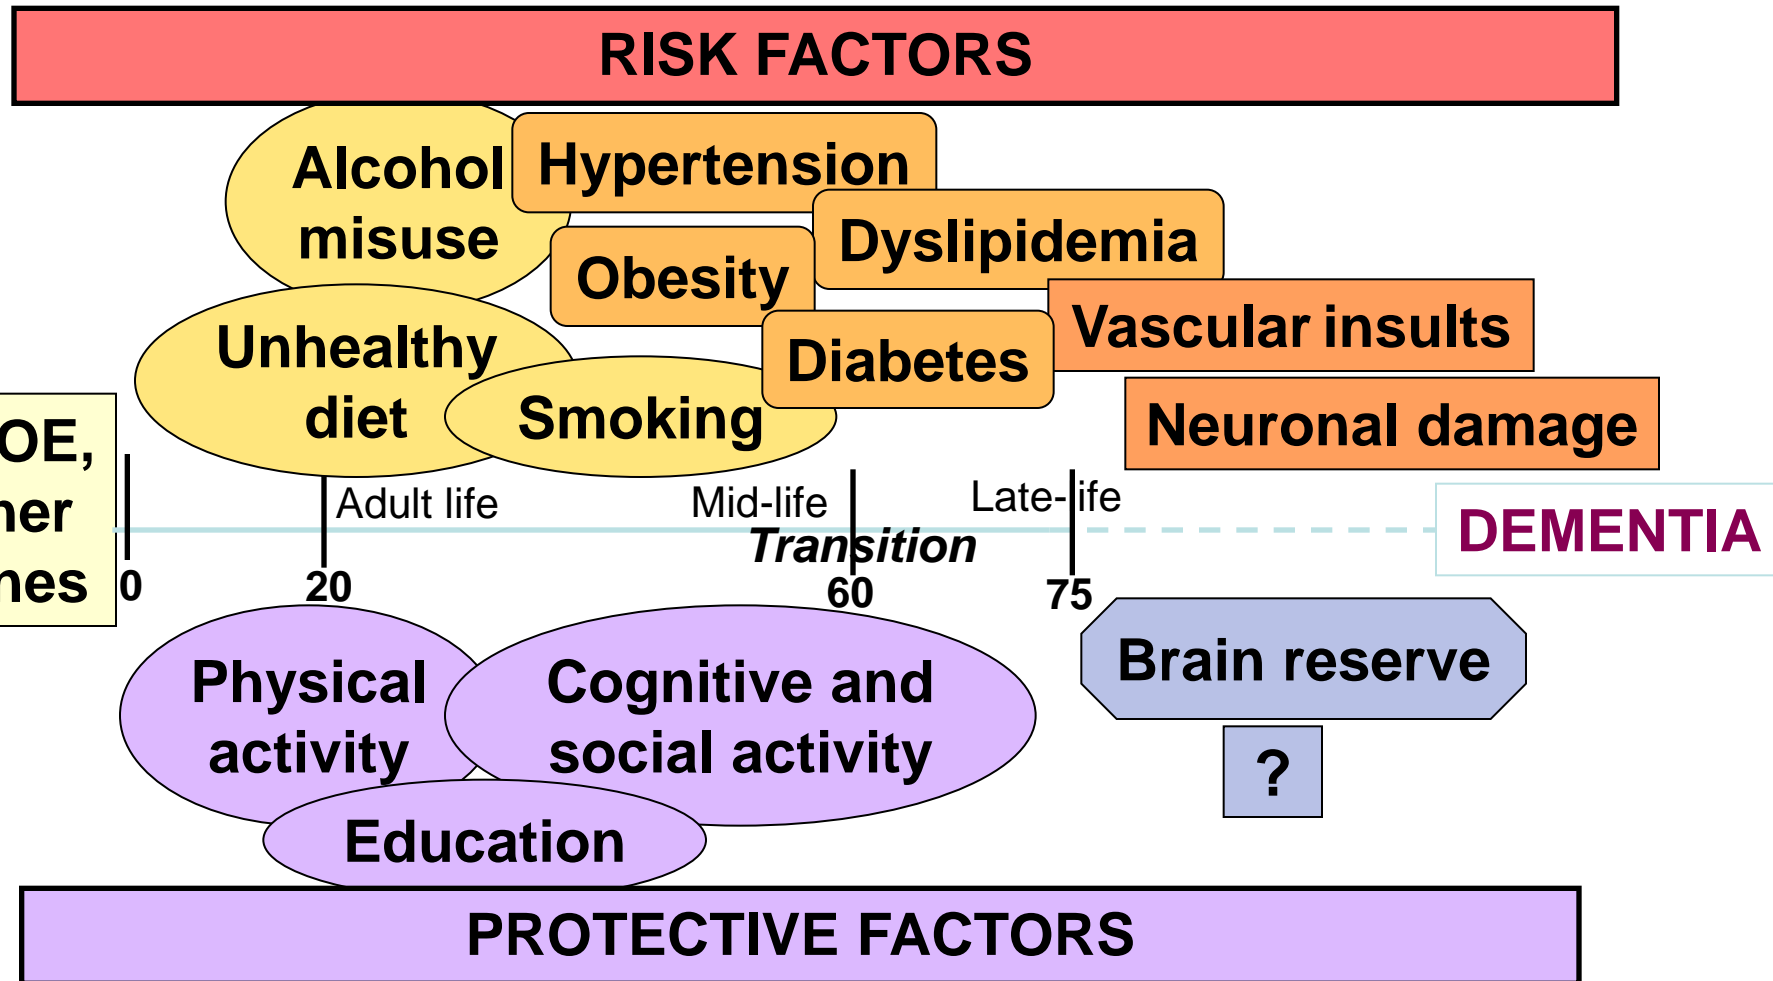 RISK FACTORS
Alcohol
misuse
Hypertension
Dyslipidemia
Obesity
Vascular insults
Unhealthy
diet
Diabetes
Smoking
Neuronal damage
OE,
ner
nes
Adult life
Mid-life
Late-life
Transition
DEMENTIA
0
20
60
75
Physical
activity
Cognitive and
social activity
Brain reserve
?
Education
PROTECTIVE FACTORS